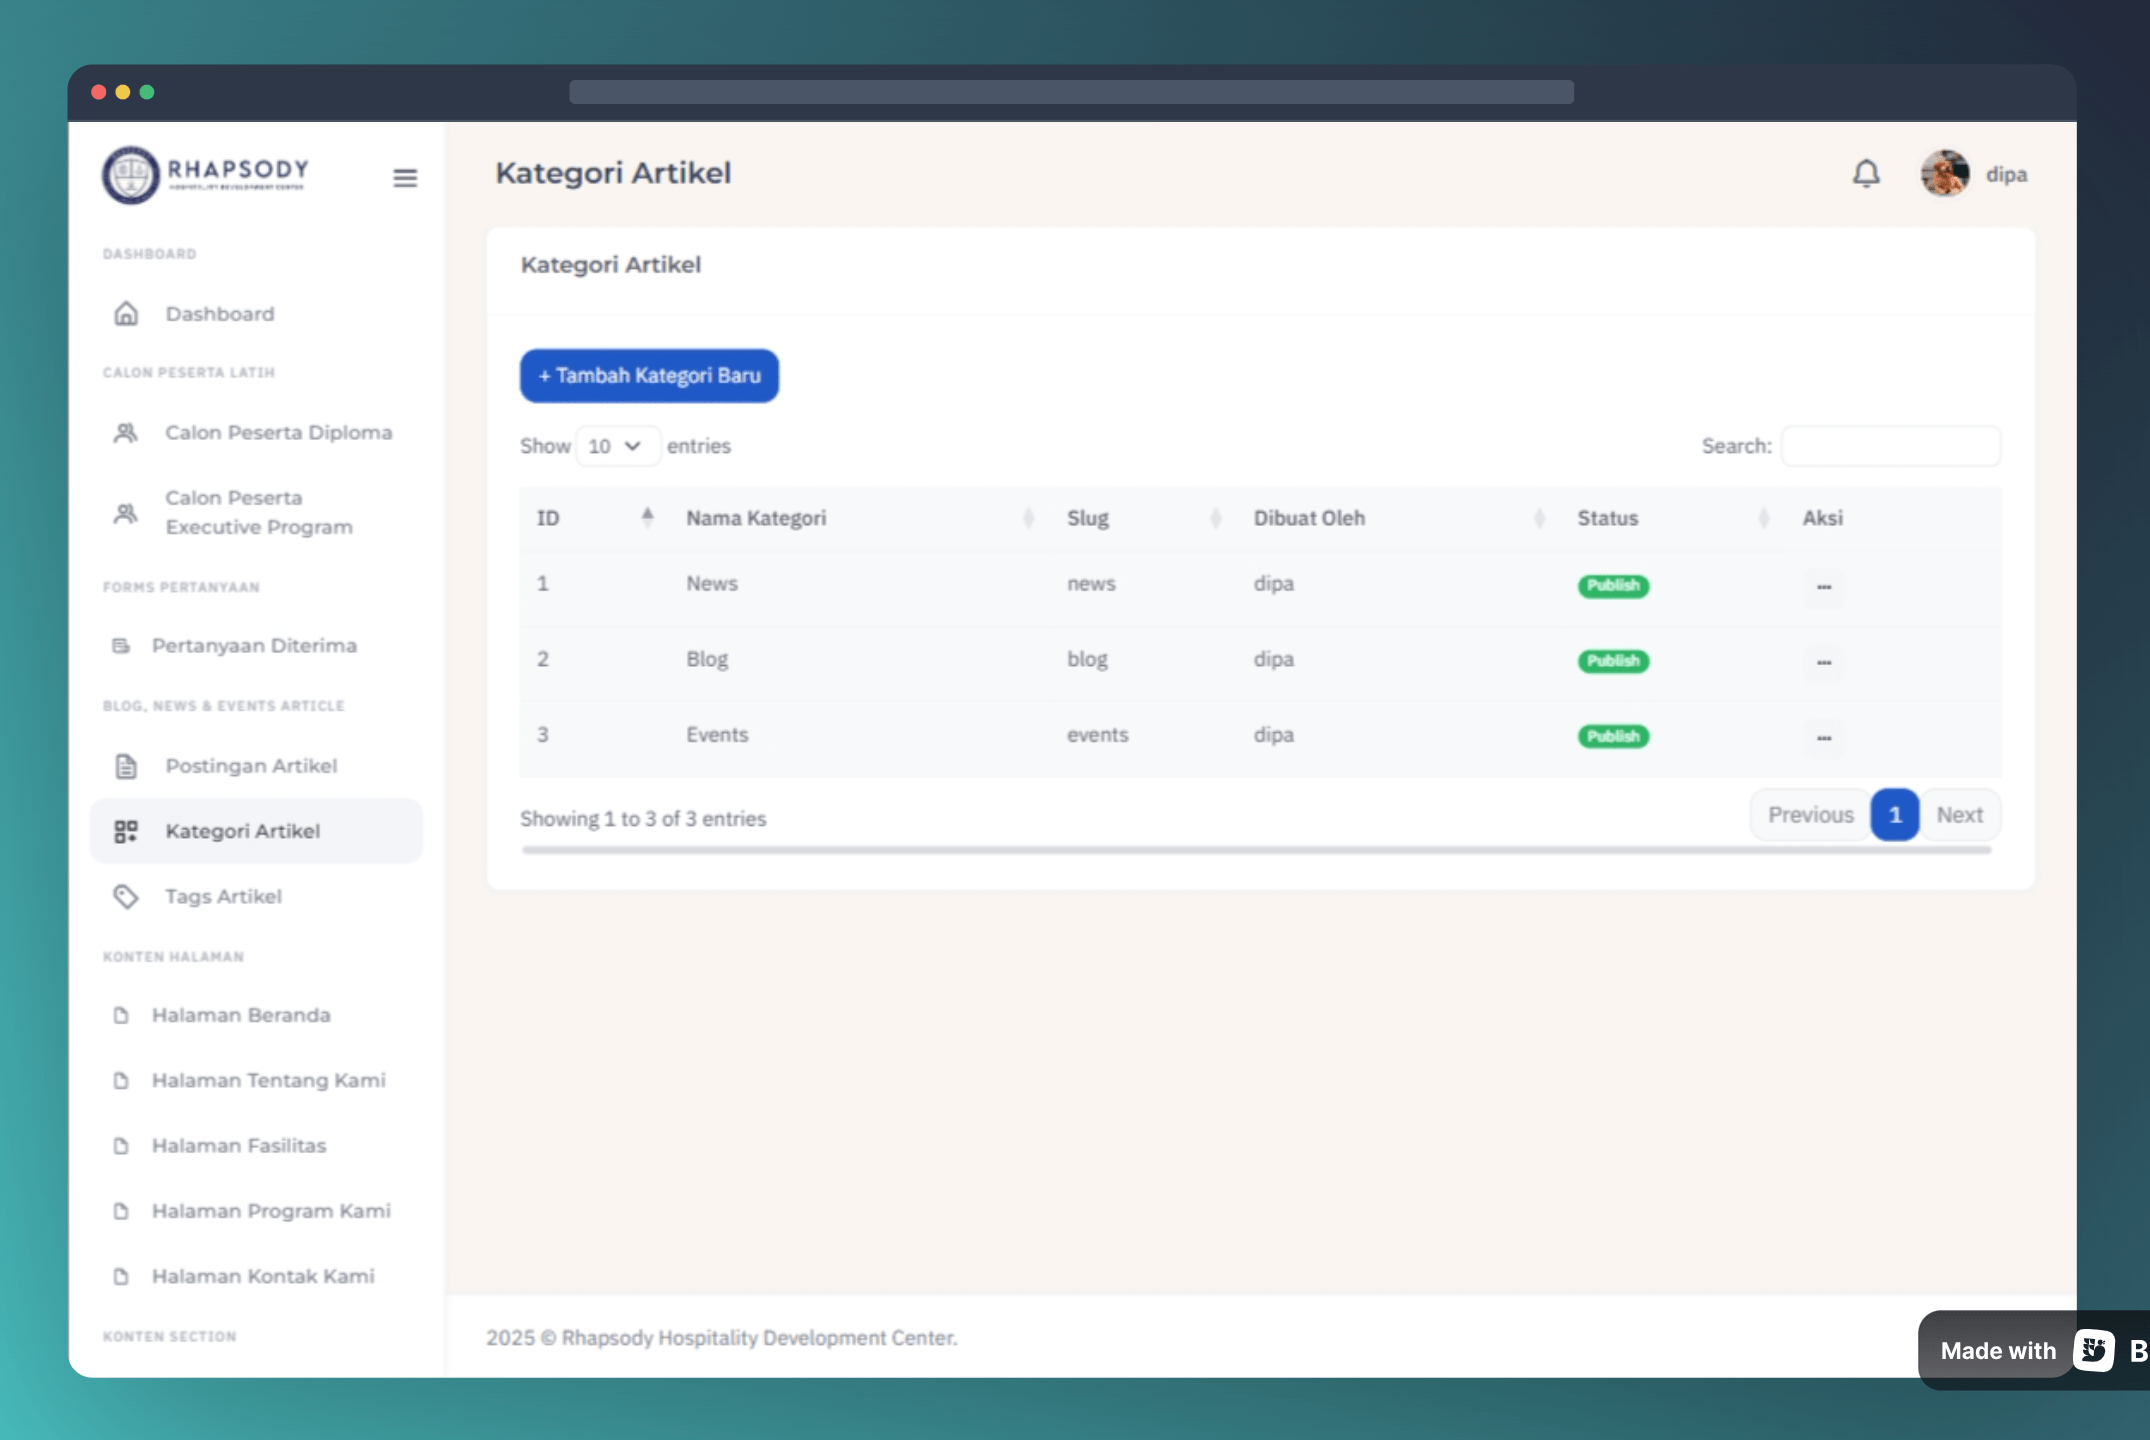 RHAPSODY
HOSPITALITY DEVELOPMENT CENTER
DASHBOARD
Dashboard
CALON PESERTA LATIH
Calon Peserta Diploma
Calon Peserta
Executive Program
FORMS PERTANYAAN
Pertanyaan Diterima
BLOG, NEWS & EVENTS ARTICLE
Postingan Artikel
Kategori Artikel
Tags Artikel
KONTEN HALAMAN
Halaman Beranda
Halaman Tentang Kami
Halaman Fasilitas
Halaman Program Kami
Halaman Kontak Kami
KONTEN SECTION
Kategori Artikel
dipa
Kategori Artikel
+ Tambah Kategori Baru
Show 10 entries
Search:
ID Nama Kategori Slug Dibuat Oleh Status Aksi
1 News news dipa Publish ...
2 Blog blog dipa Publish ...
3 Events events dipa Publish ...
Showing 1 to 3 of 3 entries
Previous 1 Next
2025 © Rhapsody Hospitality Development Center.
Made with B